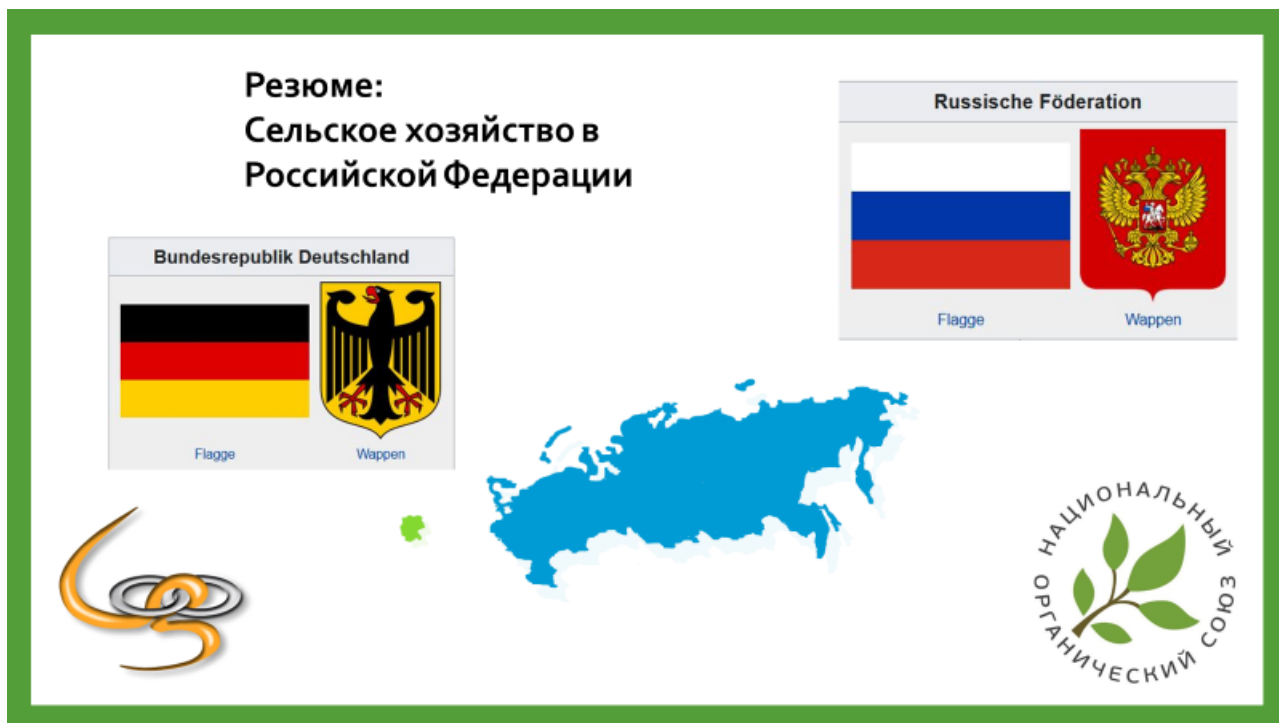 Резюме:
Сельское хозяйство в
Российской Федерации
Russische Föderation
Flagge
Wappen
Bundesrepublik Deutschland
Flagge
Wappen
НАЦИОНАЛЬНЫЙ
ОРГАНИЧЕСКИЙ СОЮЗ